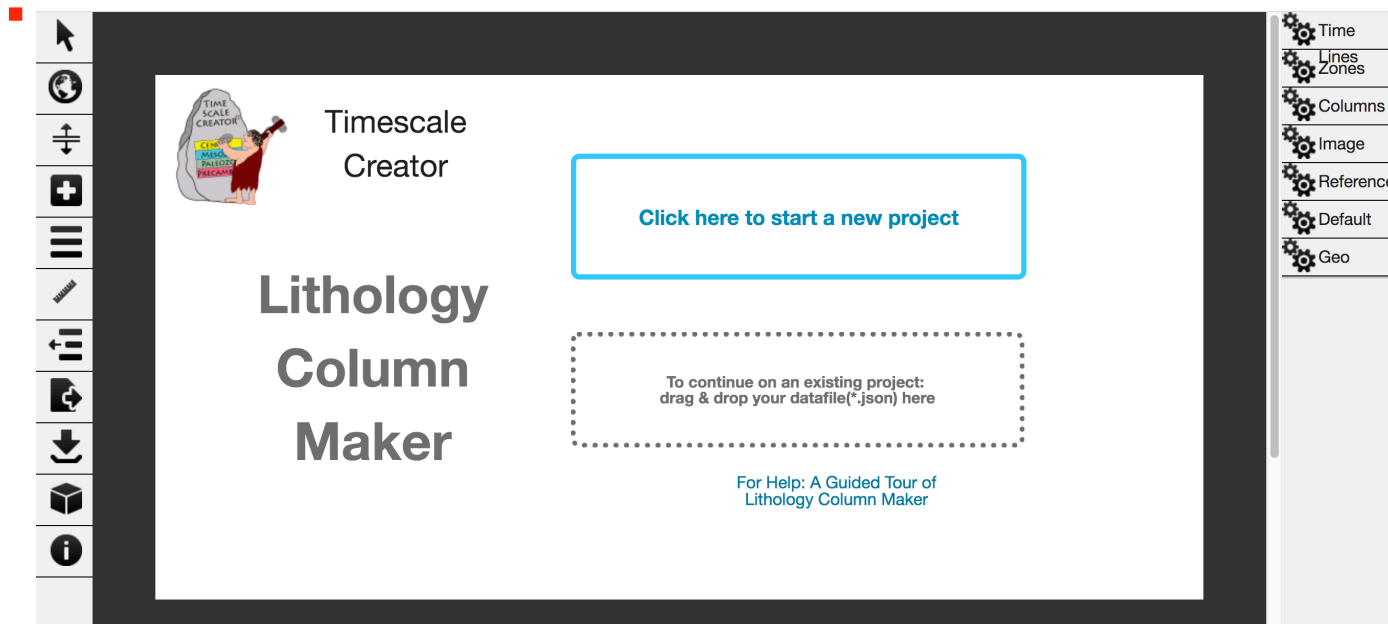 TIME
SCALE
CREATOR
Timescale
Creator
Click here to start a new project
Lithology
Column
Maker
To continue on an existing project:
drag & drop your datafile(*.json) here
For Help: A Guided Tour of
Lithology Column Maker
Time
Lines
Zones
Columns
Image
Reference
Default
Geo